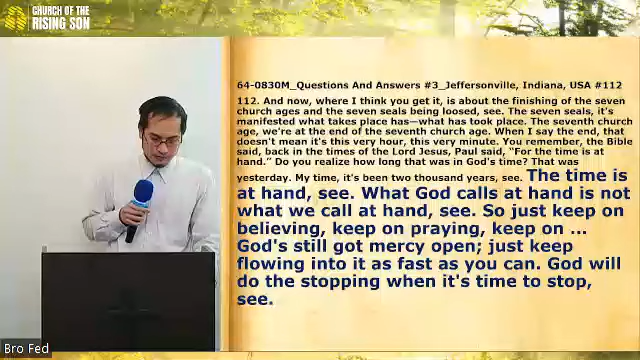 CHURCH OF THE
RISING SON
64-0830M_Questions And Answers #3_Jeffersonville, Indiana, USA #112
112. And now, where I think you get it, is about the finishing of the seven
church ages and the seven seals being loosed, see. The seven seals, it's
manifested what takes place has—what has took place. The seventh church
age, we're at the end of the seventh church age. When I say the end, that
doesn't mean it's this very hour, this very minute. You remember, the Bible
said, back in the times of the Lord Jesus, Paul said, "For the time is at
hand." Do you realize how long that was in God's time? That was
yesterday. My time, it's been two thousand years, see. The time is
at hand, see. What God calls at hand is not
what we call at hand, see. So just keep on
believing, keep on praying, keep on ...
God's still got mercy open; just keep
flowing into it as fast as you can. God will
do the stopping when it's time to stop,
see.
Bro Fed